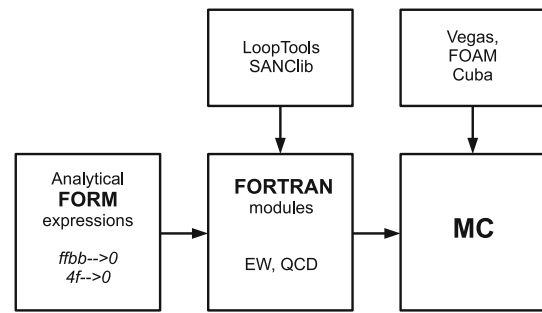 LoopTools
SANClib
Vegas,
FOAM
Cuba
Analytical
FORM
expressions
ffbb-->0
4f-->0
FORTRAN
modules
EW, QCD
MC